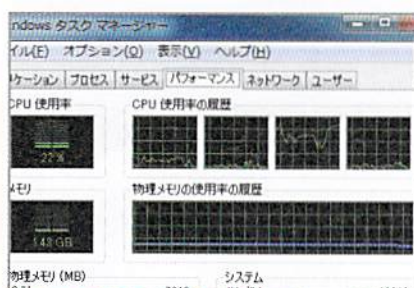 ndows タスク マネージャー
イル(F) オプション(O) 表示(V) ヘルプ(H)
リケーション プロセス サービス パフォーマンス ネットワーク ユーザー
CPU 使用率 CPU 使用率の履歴
22 %
メモリ 物理メモリの使用率の履歴
1.43 GB
物理メモリ (MB) システム